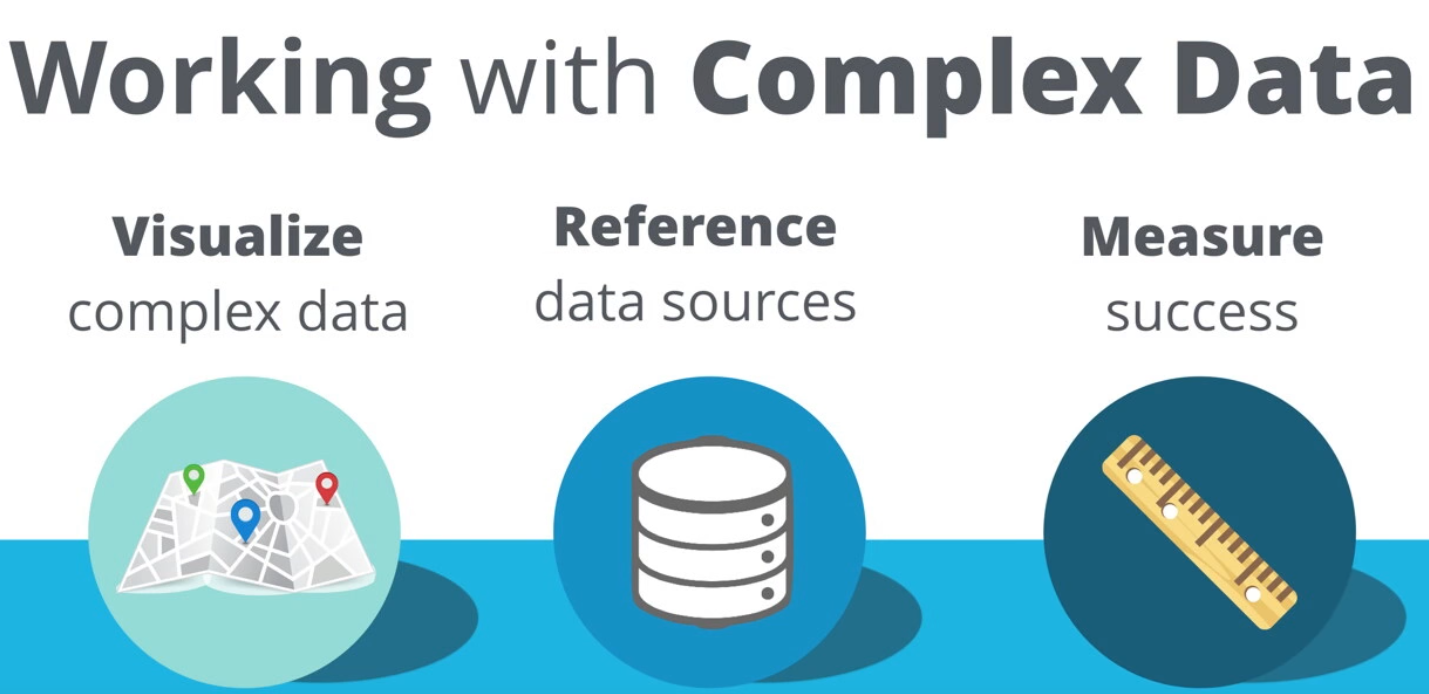 Working with Complex Data
Visualize
complex data
Reference
data sources
Measure
success